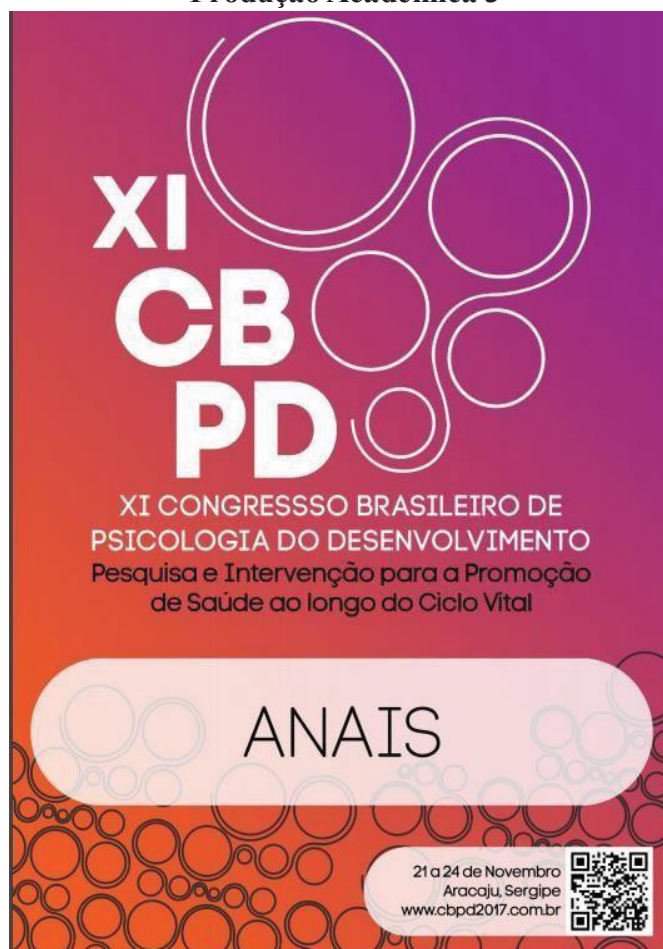 Produção Acadêmica 3
XI
CB
PD
XI CONGRESSSO BRASILEIRO DE
PSICOLOGIA DO DESENVOLVIMENTO
Pesquisa e Intervenção para a Promoção
de Saúde ao longo do Ciclo Vital
ANAIS
21 a 24 de Novembro
Aracaju, Sergipe
www.cbpd2017.com.br